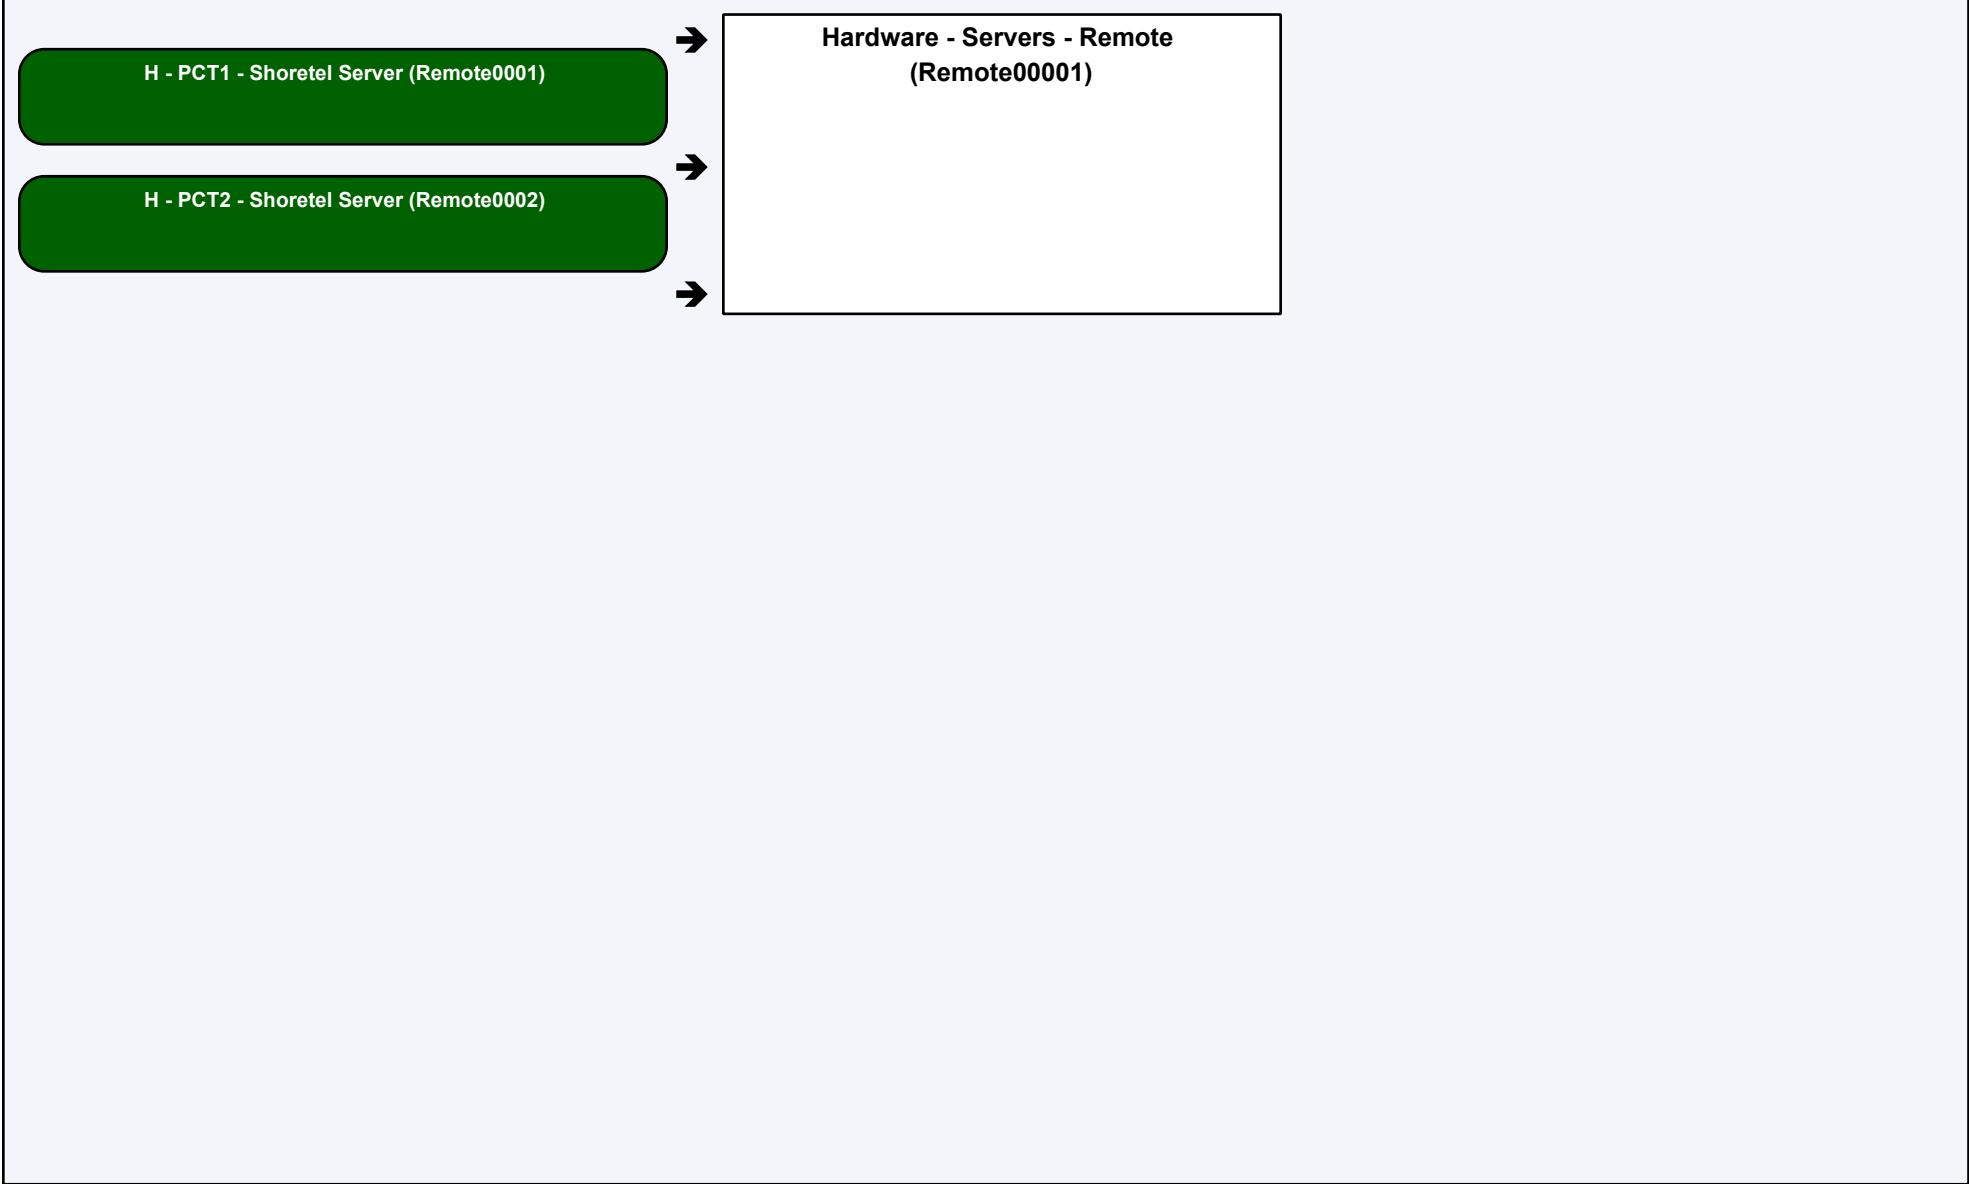 H - PCT1 - Shoretel Server (Remote0001)
H - PCT2 - Shoretel Server (Remote0002)
Hardware - Servers - Remote
(Remote00001)